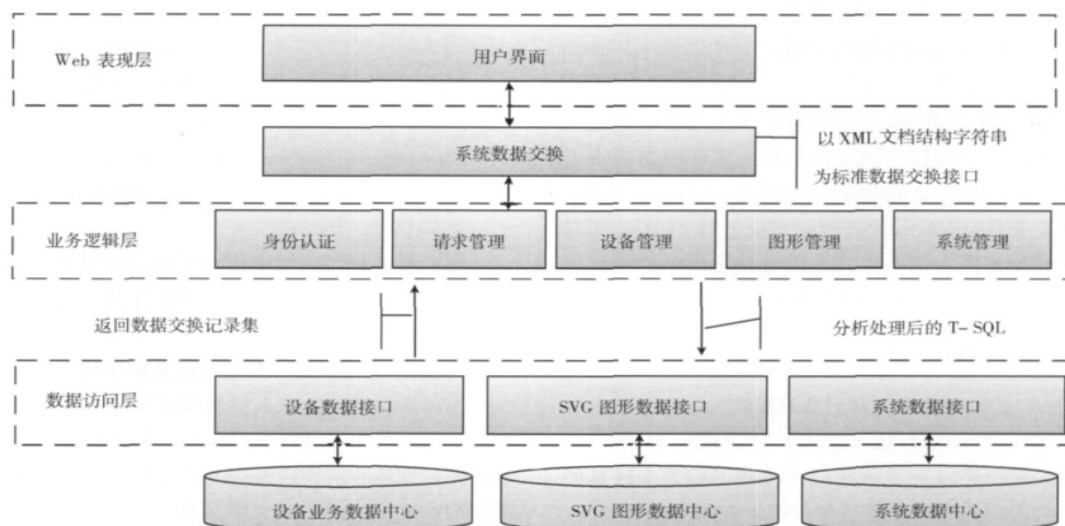 Web 表现层
用户界面
系统数据交换
以 XML 文档结构字符串
为标准数据交换接口
业务逻辑层
身份认证
请求管理
设备管理
图形管理
系统管理
返回数据交换记录集
分析处理后的 T-SQL
数据访问层
设备数据接口
SVG 图形数据接口
系统数据接口
设备业务数据中心
SVG 图形数据中心
系统数据中心